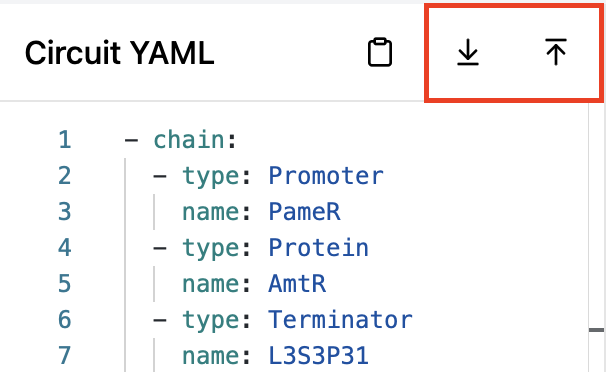 Circuit YAML
1 - chain:
2 - type: Promoter
3 name: PameR
4 - type: Protein
5 name: AmtR
6 - type: Terminator
7 name: L3S3P31